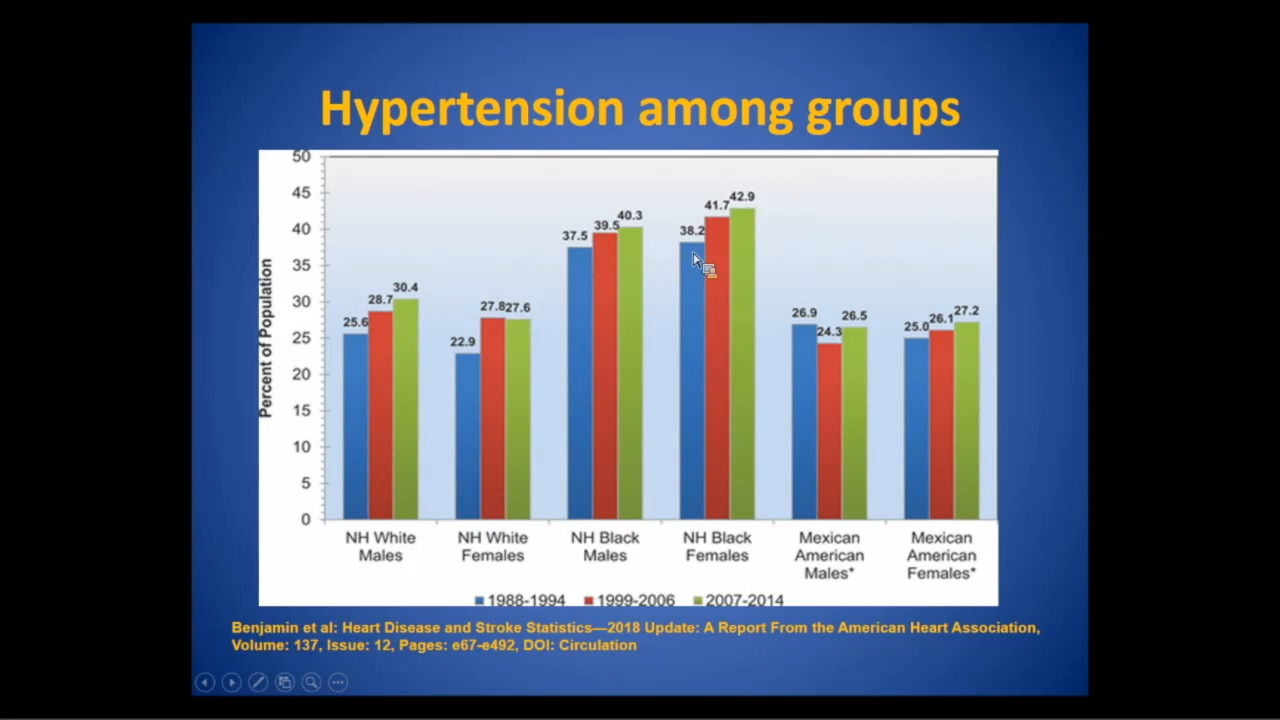 Hypertension among groups
50
45
40
35
30
25
20
15
10
5
0
Percent of Population
25.6
28.7
30.4
22.9
27.8
27.6
37.5
39.5
40.3
38.2
41.7
42.9
26.9
24.3
26.5
25.0
26.1
27.2
NH White
Males
NH White
Females
NH Black
Males
NH Black
Females
Mexican
American
Males*
Mexican
American
Females*
1988-1994 1999-2006 2007-2014
Benjamin et al: Heart Disease and Stroke Statistics—2018 Update: A Report From the American Heart Association,
Volume: 137, Issue: 12, Pages: e67-e492, DOI: Circulation